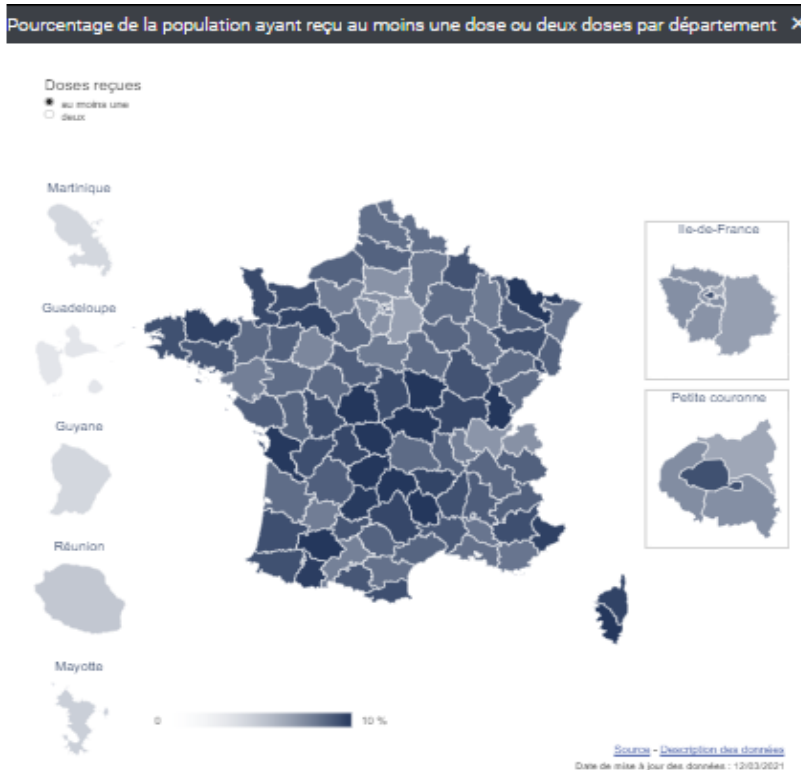 Pourcentage de la population ayant reçu au moins une dose ou deux doses par département ×
Doses reçues
au moins une
deux
Martinique
Guadeloupe
Guyane
Réunion
Mayotte
Ile-de-France
Petite couronne
0 10 %
Source - Description des données
Date de mise à jour des données : 12/03/2021